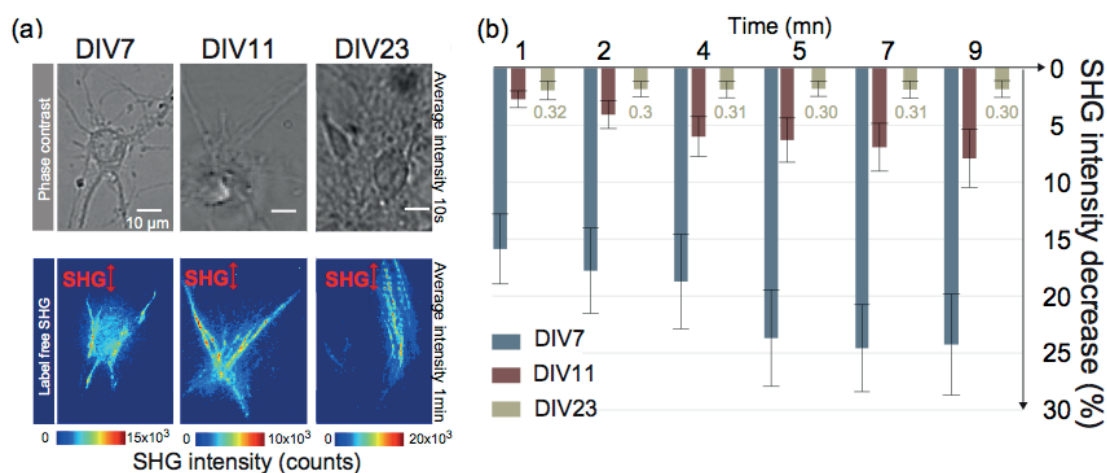 (a)
DIV7 DIV11 DIV23
Phase contrast
10 µm
Average intensity 10s
Label free SHG
SHG
SHG
SHG
Average intensity 1min
0 15x10³ 0 10x10³ 0 20x10³
SHG intensity (counts)
(b)
Time (mn)
1 2 4 5 7 9
0
5
10
15
20
25
30
0.32 0.3 0.31 0.30 0.31 0.30
SHG intensity decrease (%)
DIV7
DIV11
DIV23